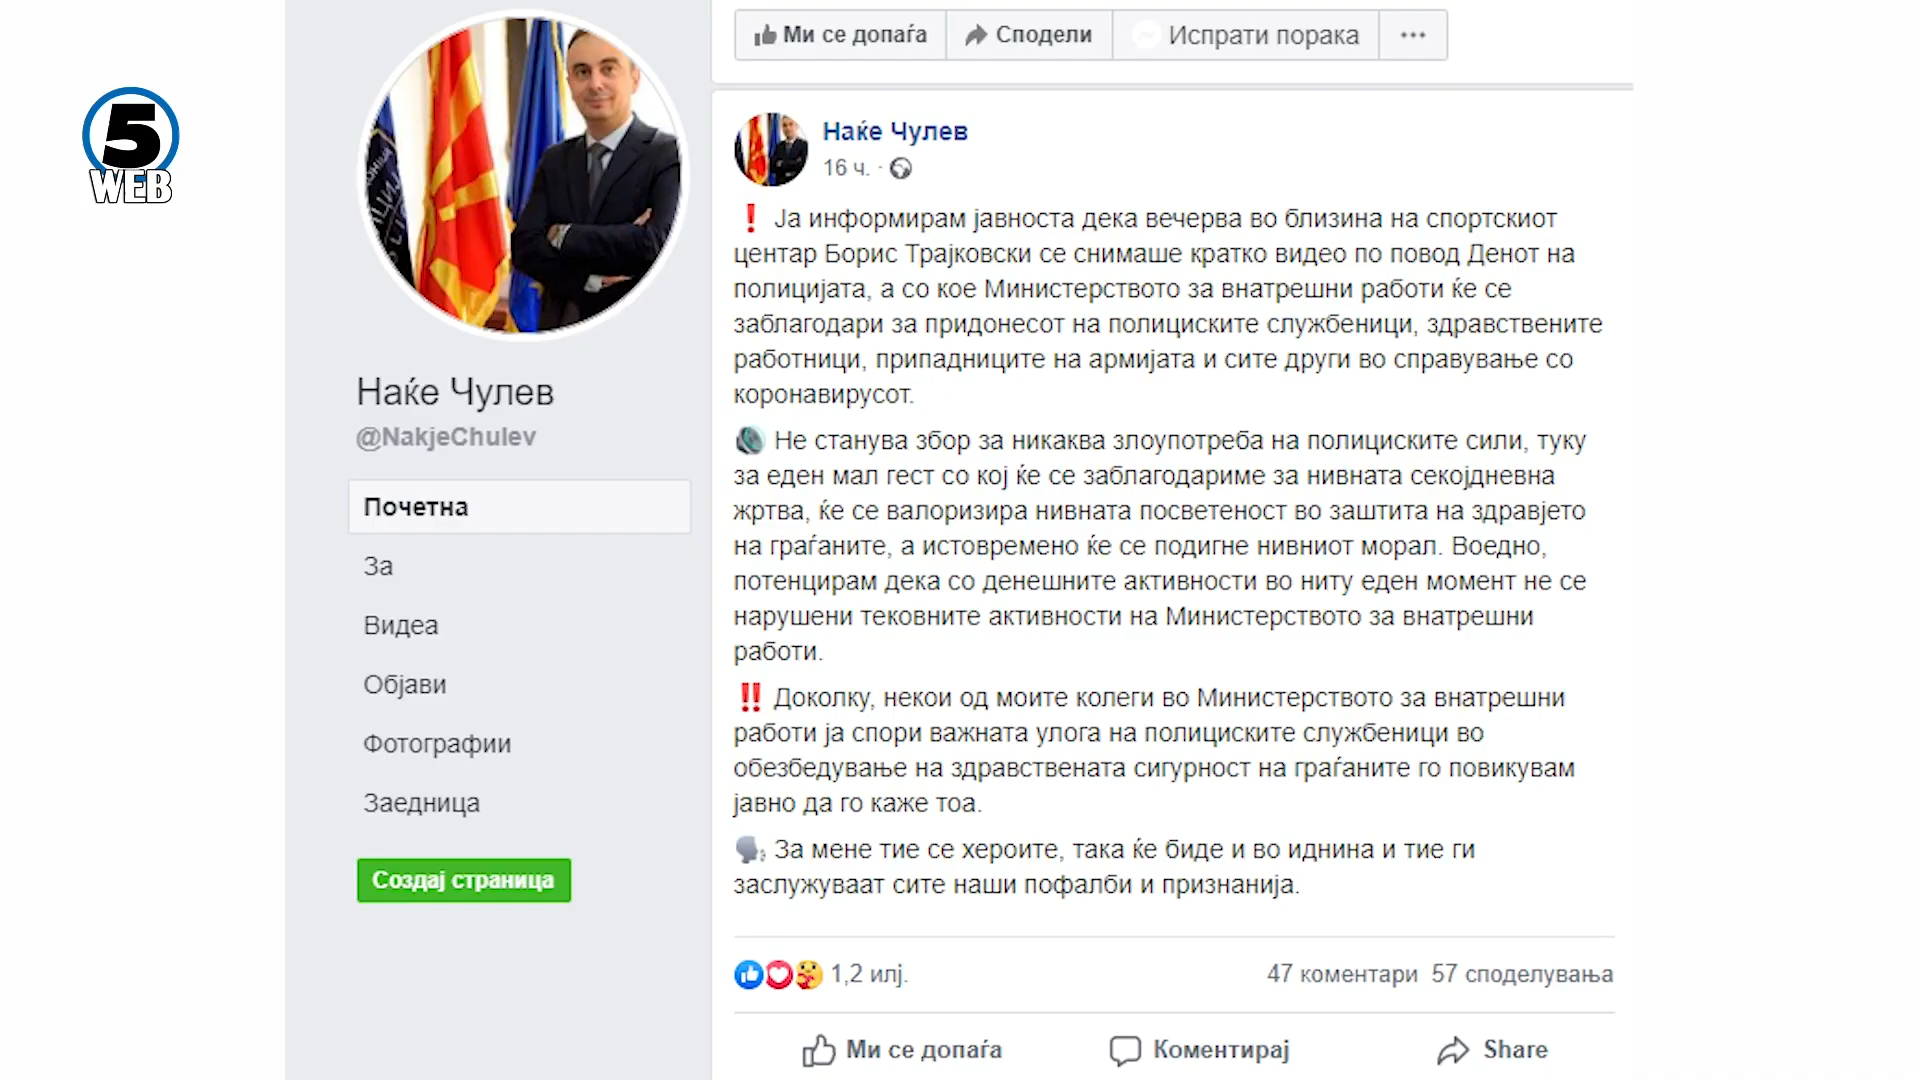 5
WEB
Наќе Чулев
@NakjeChulev
Почетна
За
Видеа
Објави
Фотографии
Заедница
Создај страница
Ми се допаѓа
Сподели
Испрати порака
Наќе Чулев
16 ч. ·
❗ Ја информирам јавноста дека вечерва во близина на спортскиот
центар Борис Трајковски се снимаше кратко видео по повод Денот на
полицијата, а со кое Министерството за внатрешни работи ќе се
заблагодари за придонесот на полициските службеници, здравствените
работници, припадниците на армијата и сите други во справување со
коронавирусот.
Не станува збор за никаква злоупотреба на полициските сили, туку
за еден мал гест со кој ќе се заблагодариме за нивната секојдневна
жртва, ќе се валоризира нивната посветеност во заштита на здравјето
на граѓаните, а истовремено ќе се подигне нивниот морал. Воедно,
потенцирам дека со денешните активности во ниту еден момент не се
нарушени тековните активности на Министерството за внатрешни
работи.
‼ Доколку, некои од моите колеги во Министерството за внатрешни
работи ја спори важната улога на полициските службеници во
обезбедување на здравствената сигурност на граѓаните го повикувам
јавно да го каже тоа.
За мене тие се хероите, така ќе биде и во иднина и тие ги
заслужуваат сите наши пофалби и признанија.
1,2 илј.
47 коментари 57 споделувања
Ми се допаѓа
Коментирај
Share